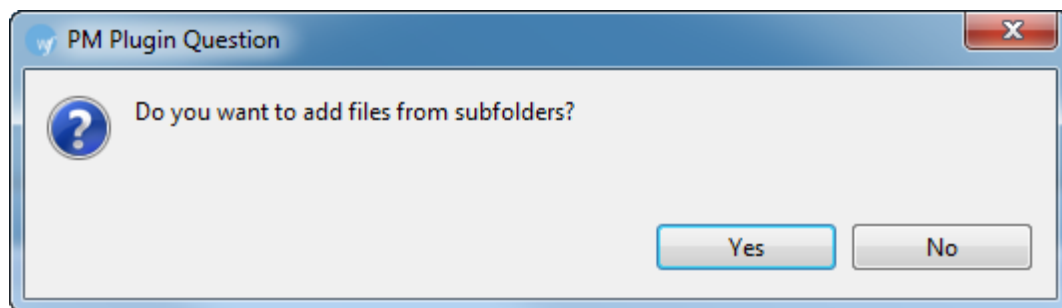 PM Plugin Question
Do you want to add files from subfolders?
Yes No